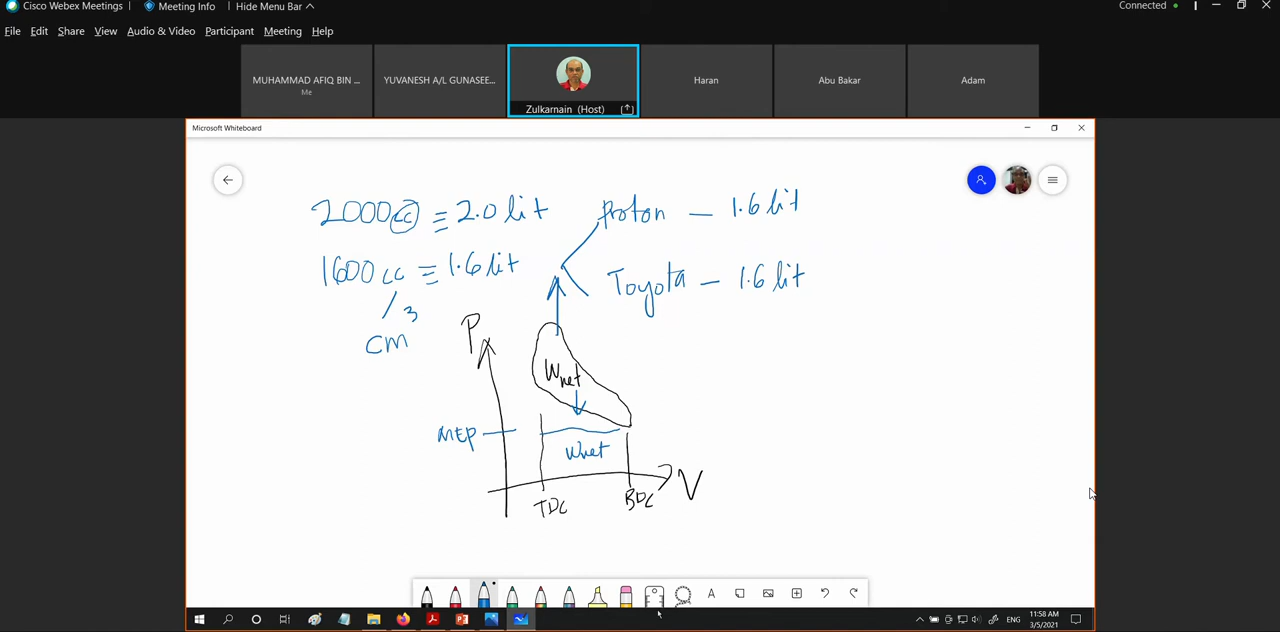 Cisco Webex Meetings
Meeting Info
Hide Menu Bar
Connected
File Edit Share View Audio & Video Participant Meeting Help
MUHAMMAD AFIQ BIN ...
Me
YUVANESH A/L GUNASEE...
Zulkarnain (Host)
Haran
Abu Bakar
Adam
Microsoft Whiteboard
2000cc ≡ 2.0 lit
Proton — 1.6 lit
1600 cc ≡ 1.6 lit
Toyota — 1.6 lit
cm³
P
Wnet
MEP
Wnet
TDC
BDC
V
A
ENG
11:58 AM
3/5/2021